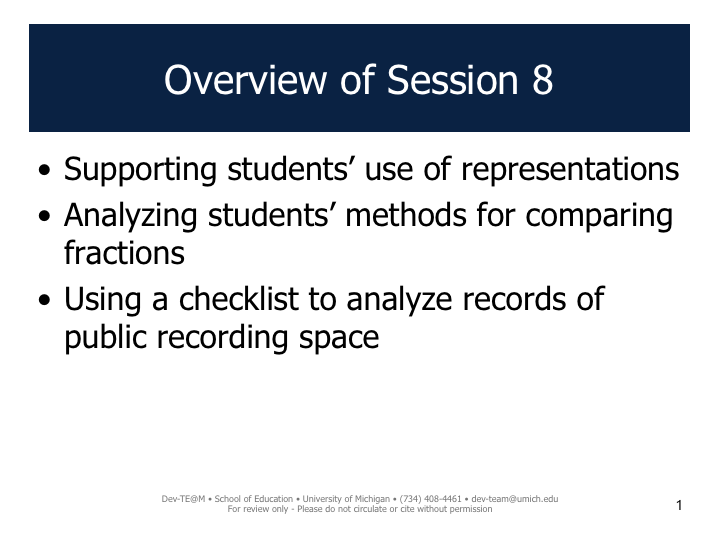 Overview of Session 8
• Supporting students’ use of representations
• Analyzing students’ methods for comparing
fractions
• Using a checklist to analyze records of
public recording space
Dev-TE@M • School of Education • University of Michigan • (734) 408-4461 • dev-team@umich.edu
For review only - Please do not circulate or cite without permission
1